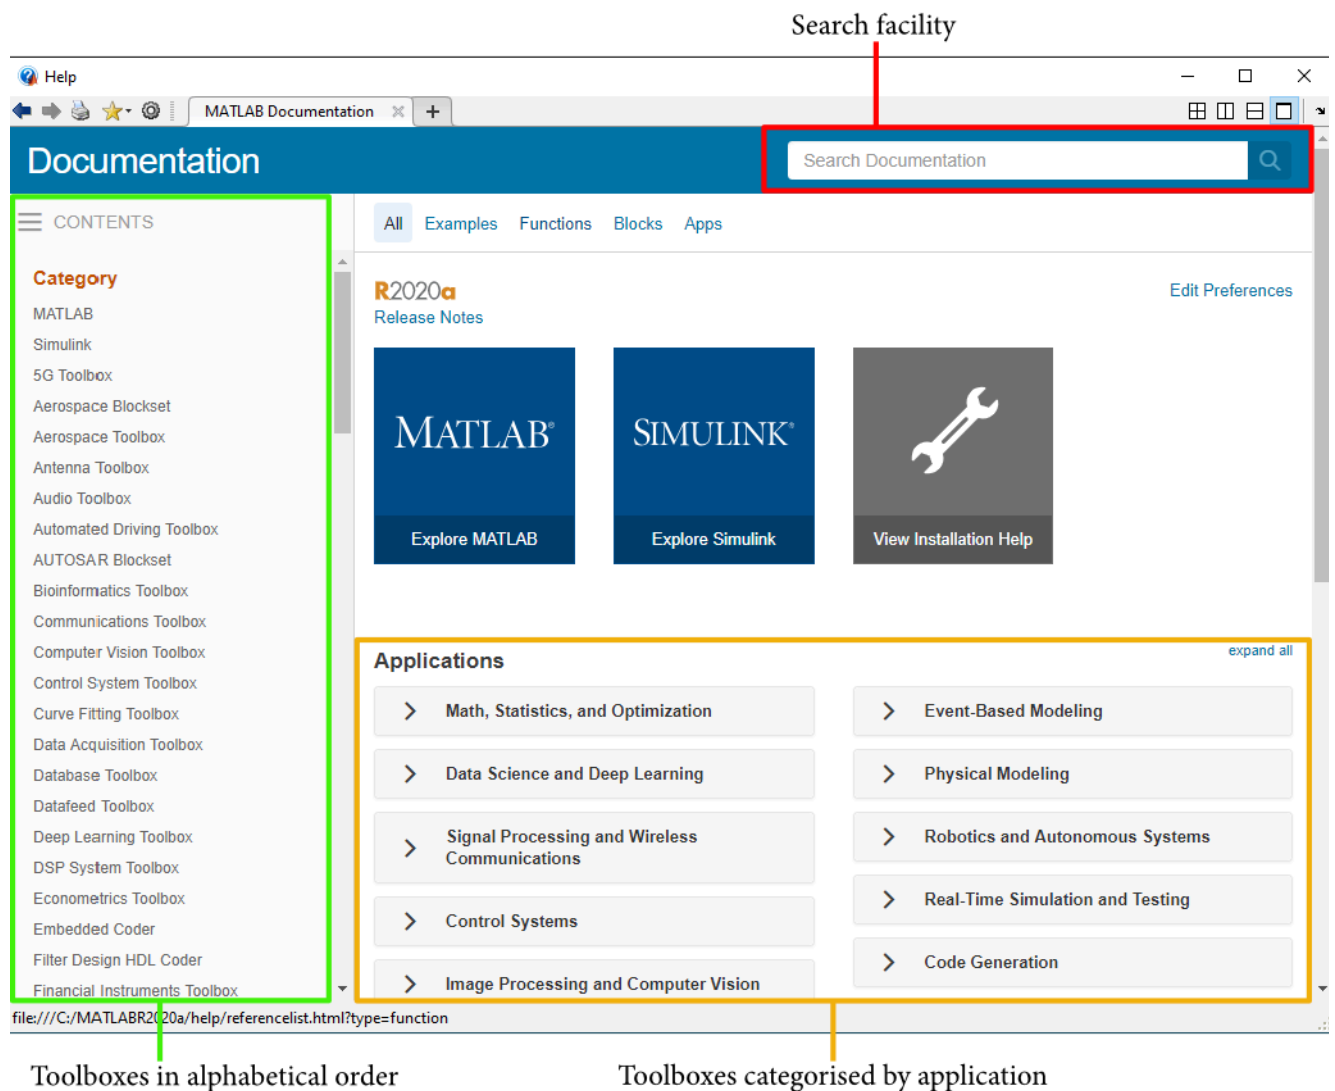 Search facility
Help
MATLAB Documentation
Documentation
Search Documentation
CONTENTS
All Examples Functions Blocks Apps
Category
MATLAB
Simulink
5G Toolbox
Aerospace Blockset
Aerospace Toolbox
Antenna Toolbox
Audio Toolbox
Automated Driving Toolbox
AUTOSAR Blockset
Bioinformatics Toolbox
Communications Toolbox
Computer Vision Toolbox
Control System Toolbox
Curve Fitting Toolbox
Data Acquisition Toolbox
Database Toolbox
Datafeed Toolbox
Deep Learning Toolbox
DSP System Toolbox
Econometrics Toolbox
Embedded Coder
Filter Design HDL Coder
Financial Instruments Toolbox
R2020a
Edit Preferences
Release Notes
MATLAB®
SIMULINK®
Explore MATLAB
Explore Simulink
View Installation Help
Applications
expand all
Math, Statistics, and Optimization
Data Science and Deep Learning
Signal Processing and Wireless
Communications
Control Systems
Image Processing and Computer Vision
Event-Based Modeling
Physical Modeling
Robotics and Autonomous Systems
Real-Time Simulation and Testing
Code Generation
file:///C:/MATLABR2020a/help/referencelist.html?type=function
Toolboxes in alphabetical order
Toolboxes categorised by application